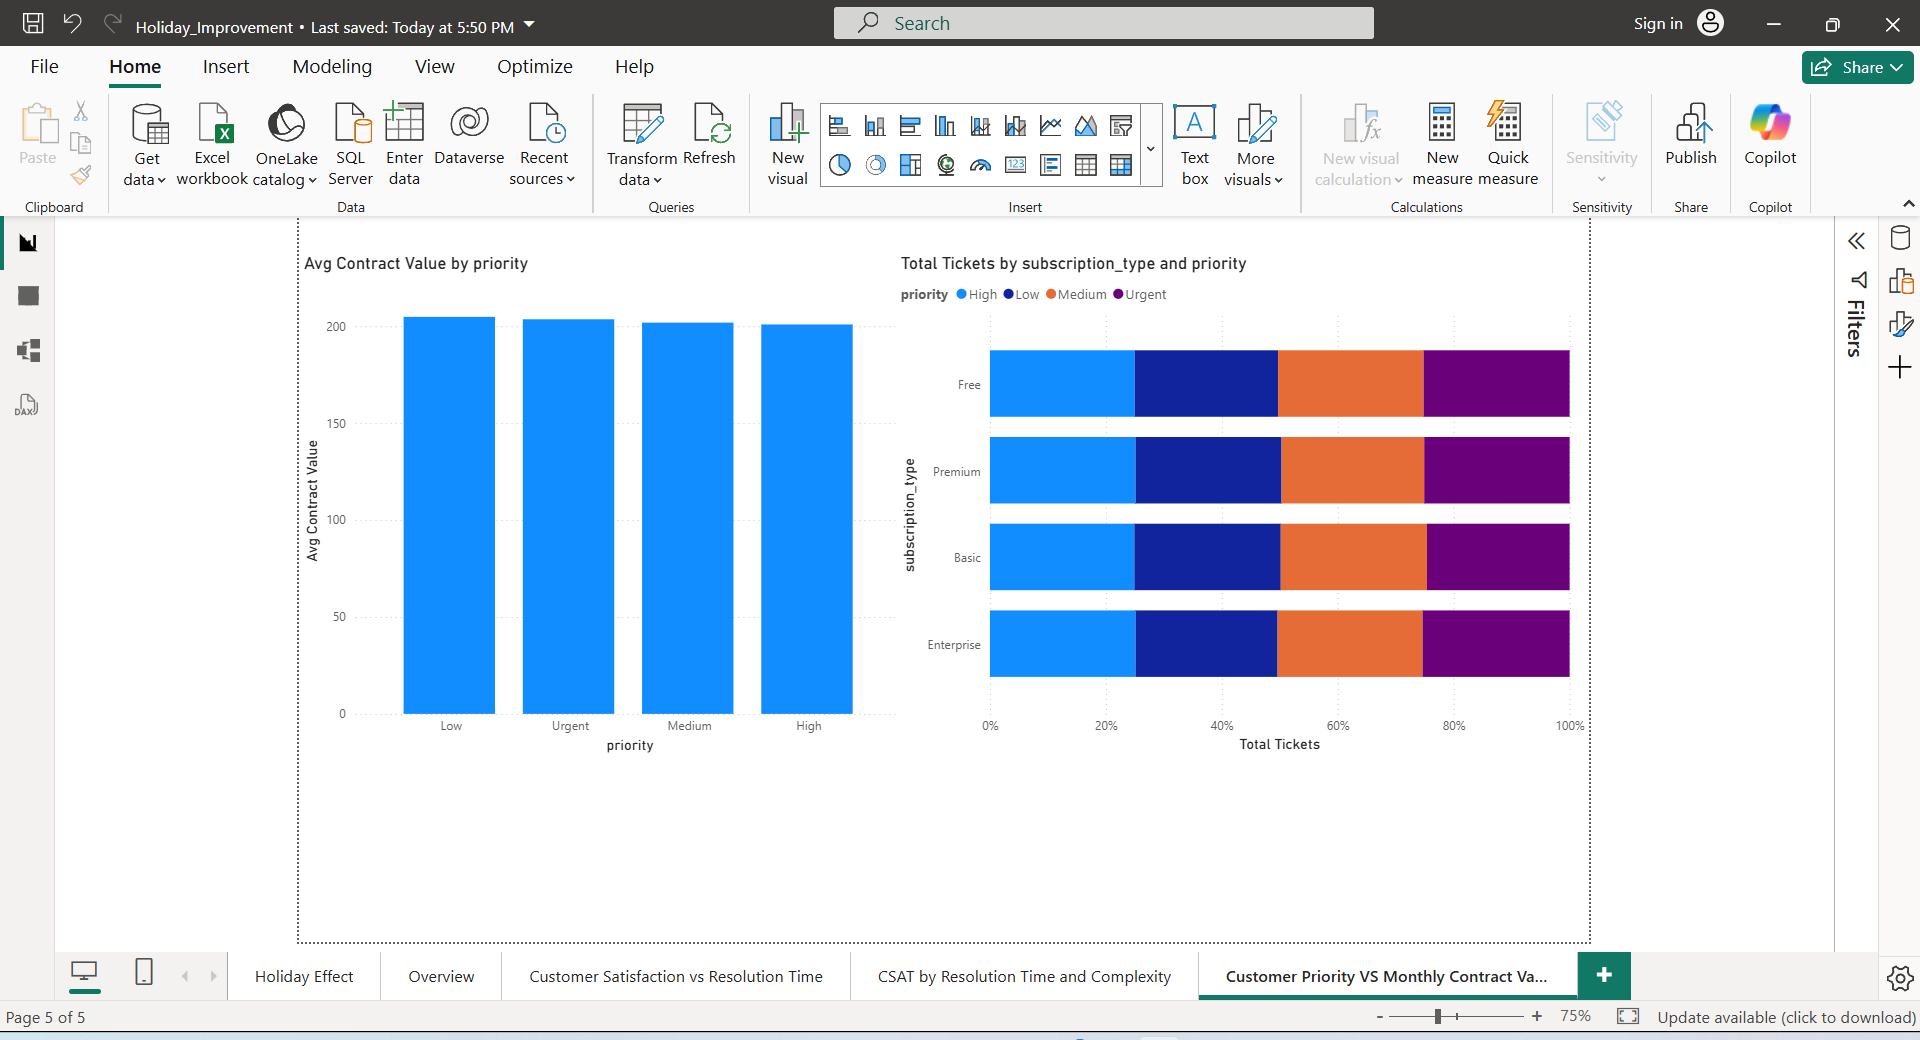 Holiday_Improvement • Last saved: Today at 5:50 PM
Search
Sign in
File Home Insert Modeling View Optimize Help
Share
Paste
Get data
Excel workbook
OneLake catalog
SQL Server
Enter data
Dataverse
Recent sources
Transform data
Refresh
New visual
123
A
Text box
More visuals
fx
New visual calculation
New measure
Quick measure
Sensitivity
Publish
Copilot
Clipboard
Data
Queries
Insert
Calculations
Sensitivity
Share
Copilot
DAX
Filters
Avg Contract Value by priority
200
150
100
50
0
Avg Contract Value
Low Urgent Medium High
priority
Total Tickets by subscription_type and priority
priority High Low Medium Urgent
subscription_type
Free
Premium
Basic
Enterprise
0% 20% 40% 60% 80% 100%
Total Tickets
Holiday Effect
Overview
Customer Satisfaction vs Resolution Time
CSAT by Resolution Time and Complexity
Customer Priority VS Monthly Contract Va...
+
Page 5 of 5
- + 75%
Update available (click to download)